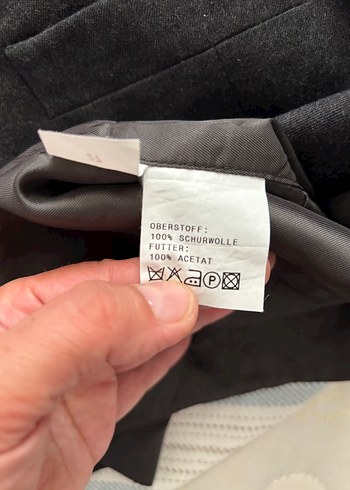 OBERSTOFF:
100% SCHURWOLLE
FUTTER:
100% ACETAT
P